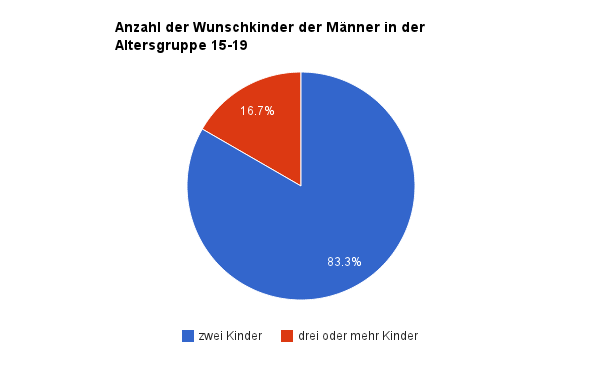 Anzahl der Wunschkinder der Männer in der
Altersgruppe 15-19
16.7%
83.3%
zwei Kinder
drei oder mehr Kinder